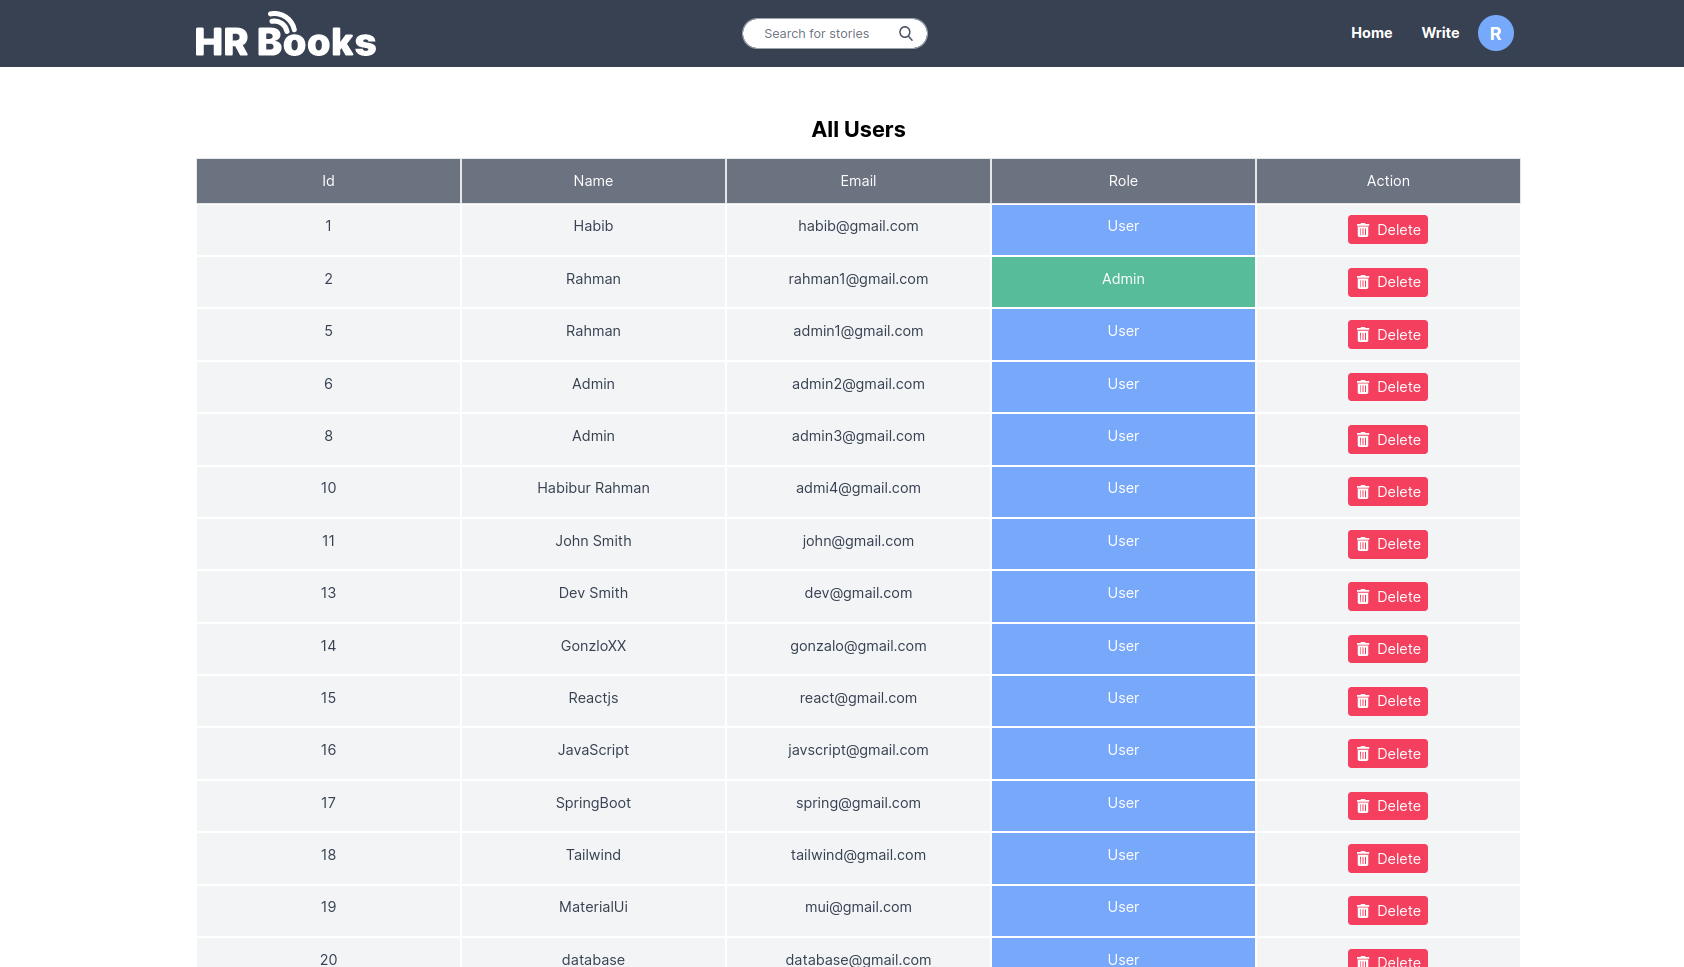 HR Books
Search for stories
Home Write R
All Users
Id Name Email Role Action
1 Habib habib@gmail.com User Delete
2 Rahman rahman1@gmail.com Admin Delete
5 Rahman admin1@gmail.com User Delete
6 Admin admin2@gmail.com User Delete
8 Admin admin3@gmail.com User Delete
10 Habibur Rahman admi4@gmail.com User Delete
11 John Smith john@gmail.com User Delete
13 Dev Smith dev@gmail.com User Delete
14 GonzloXX gonzalo@gmail.com User Delete
15 Reactjs react@gmail.com User Delete
16 JavaScript javscript@gmail.com User Delete
17 SpringBoot spring@gmail.com User Delete
18 Tailwind tailwind@gmail.com User Delete
19 MaterialUi mui@gmail.com User Delete
20 database database@gmail.com User Delete